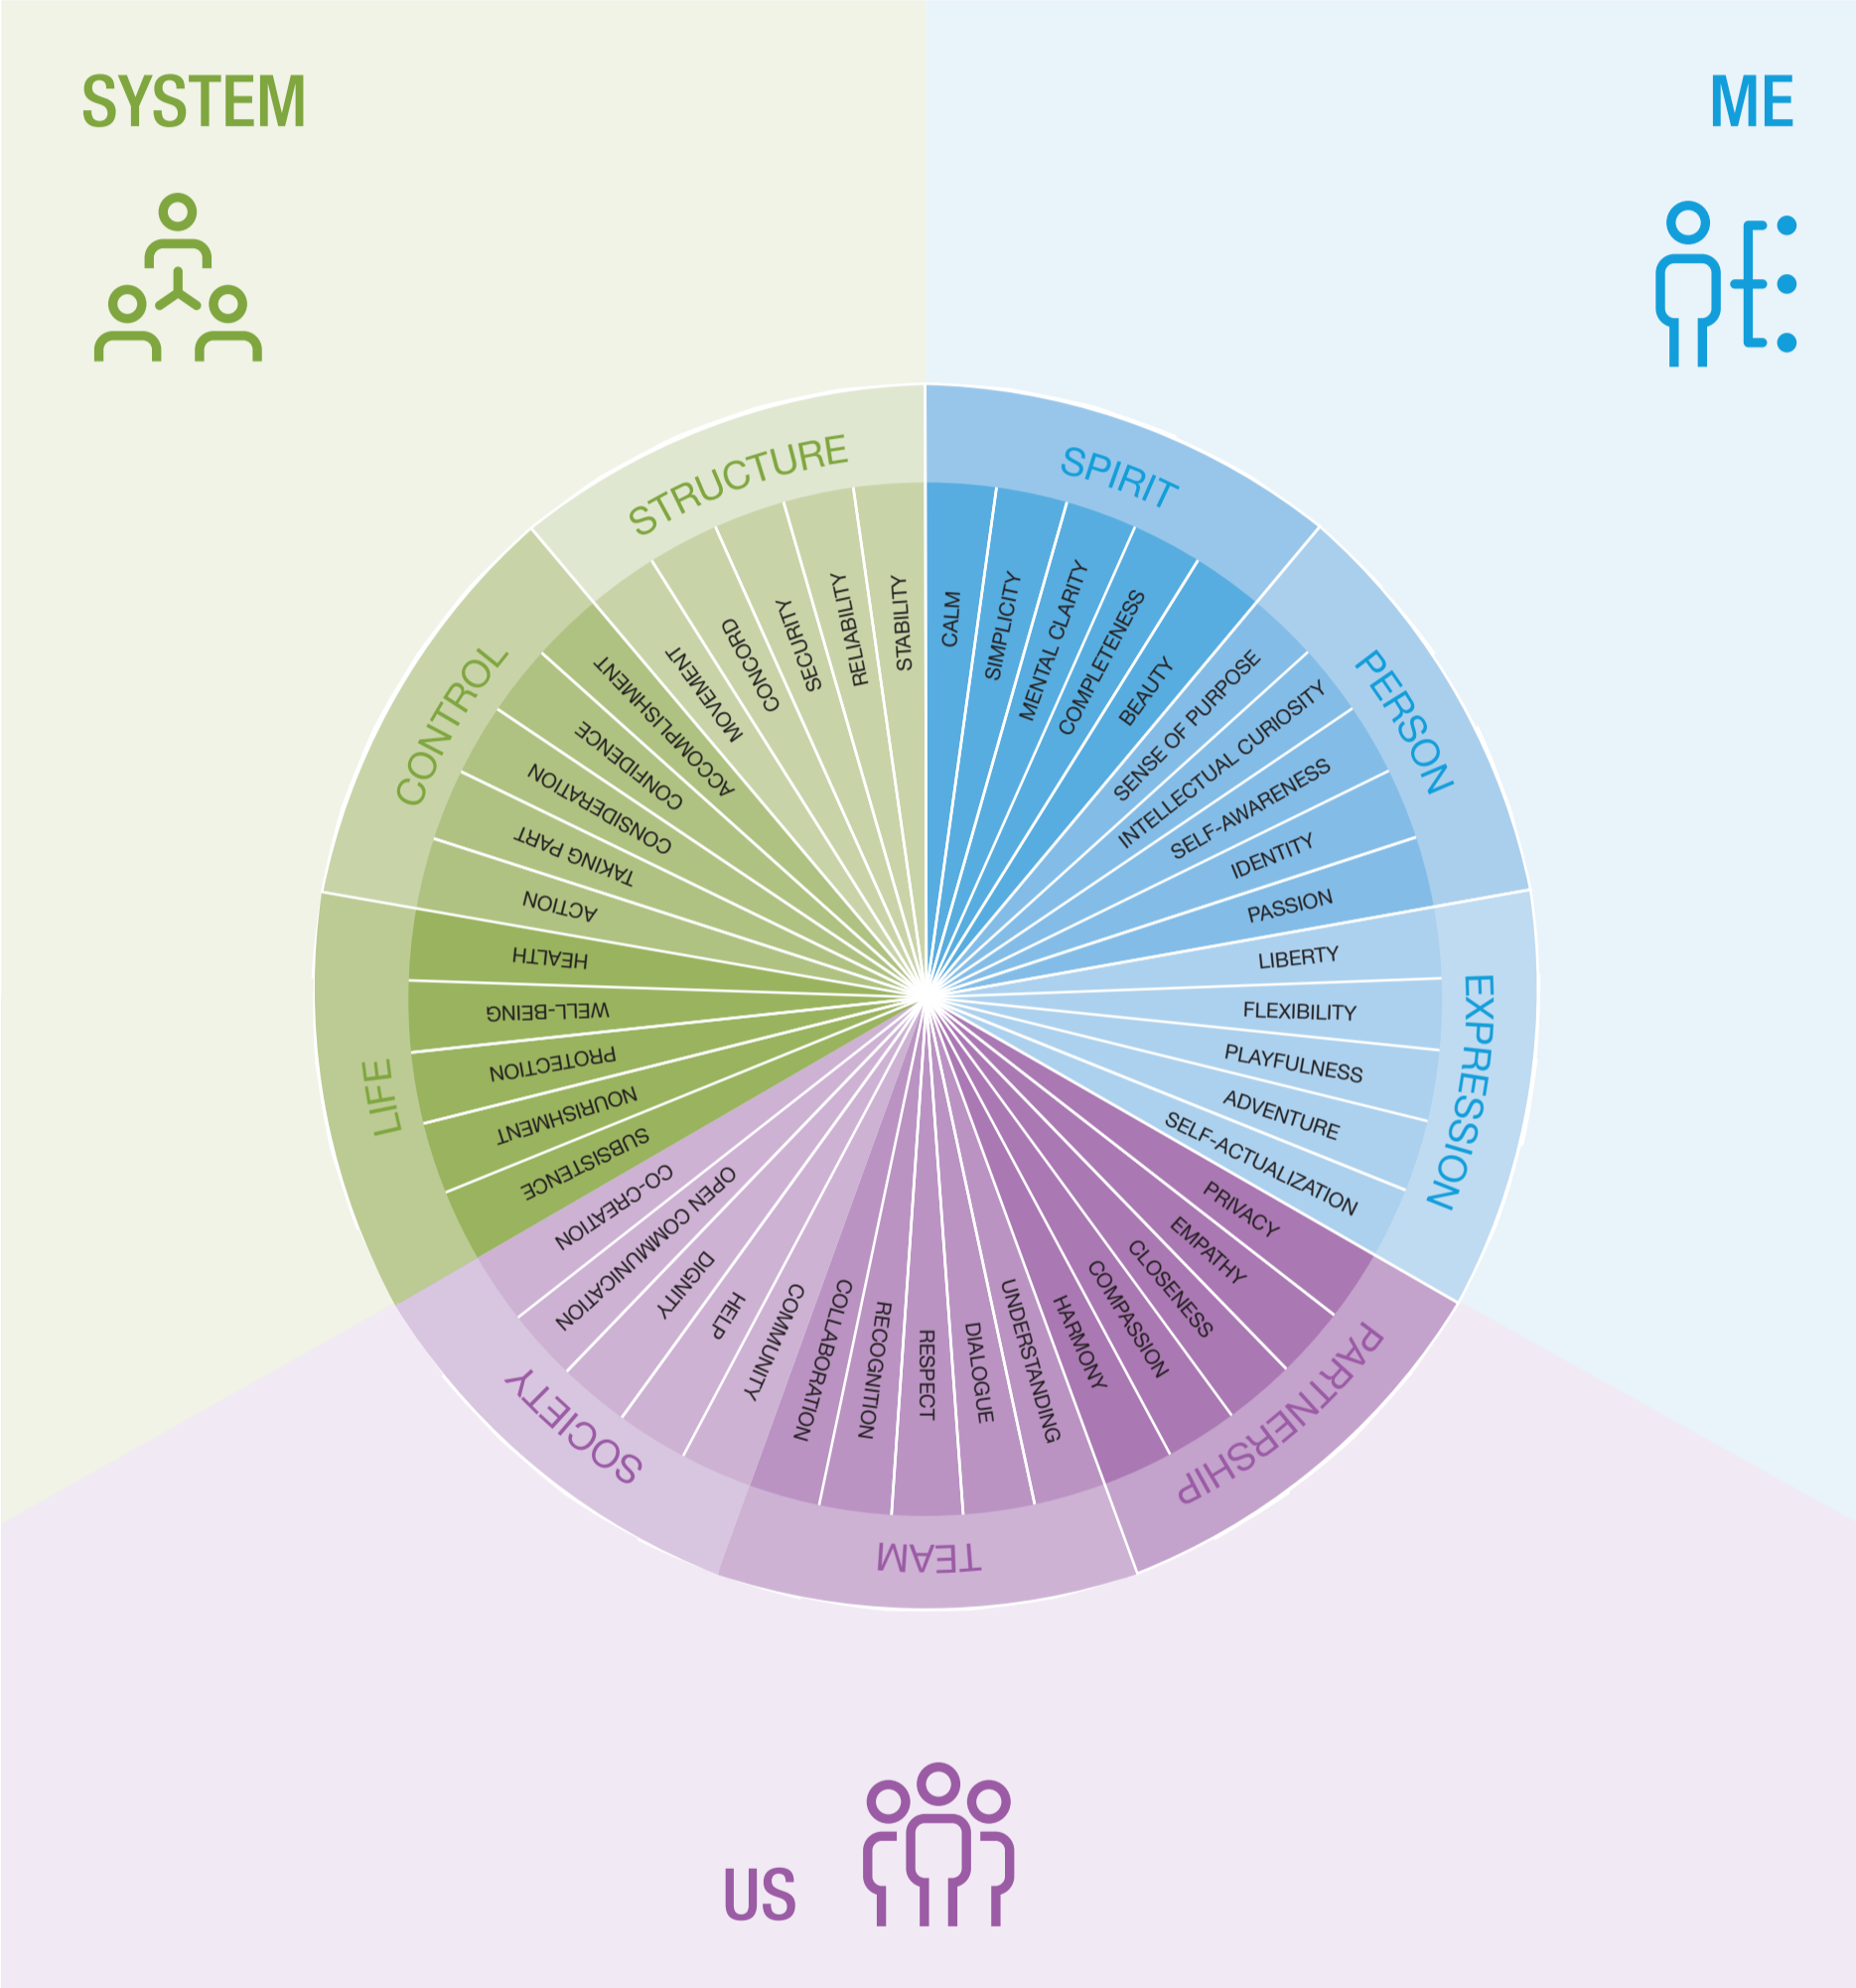 SYSTEM
ME
STRUCTURE
SPIRIT
PERSON
EXPRESSION
PARTNERSHIP
TEAM
SOCIETY
LIFE
CONTROL
CALM
SIMPLICITY
MENTAL CLARITY
COMPLETENESS
BEAUTY
SENSE OF PURPOSE
INTELLECTUAL CURIOSITY
SELF-AWARENESS
IDENTITY
PASSION
LIBERTY
FLEXIBILITY
PLAYFULNESS
ADVENTURE
SELF-ACTUALIZATION
PRIVACY
EMPATHY
CLOSENESS
COMPASSION
HARMONY
UNDERSTANDING
DIALOGUE
RESPECT
RECOGNITION
COLLABORATION
COMMUNITY
HELP
DIGNITY
OPEN COMMUNICATION
CO-CREATION
SUBSISTENCE
NOURISHMENT
PROTECTION
WELL-BEING
HEALTH
ACTION
TAKING PART
CONSIDERATION
CONFIDENCE
ACCOMPLISHMENT
MOVEMENT
CONCORD
SECURITY
RELIABILITY
STABILITY
US